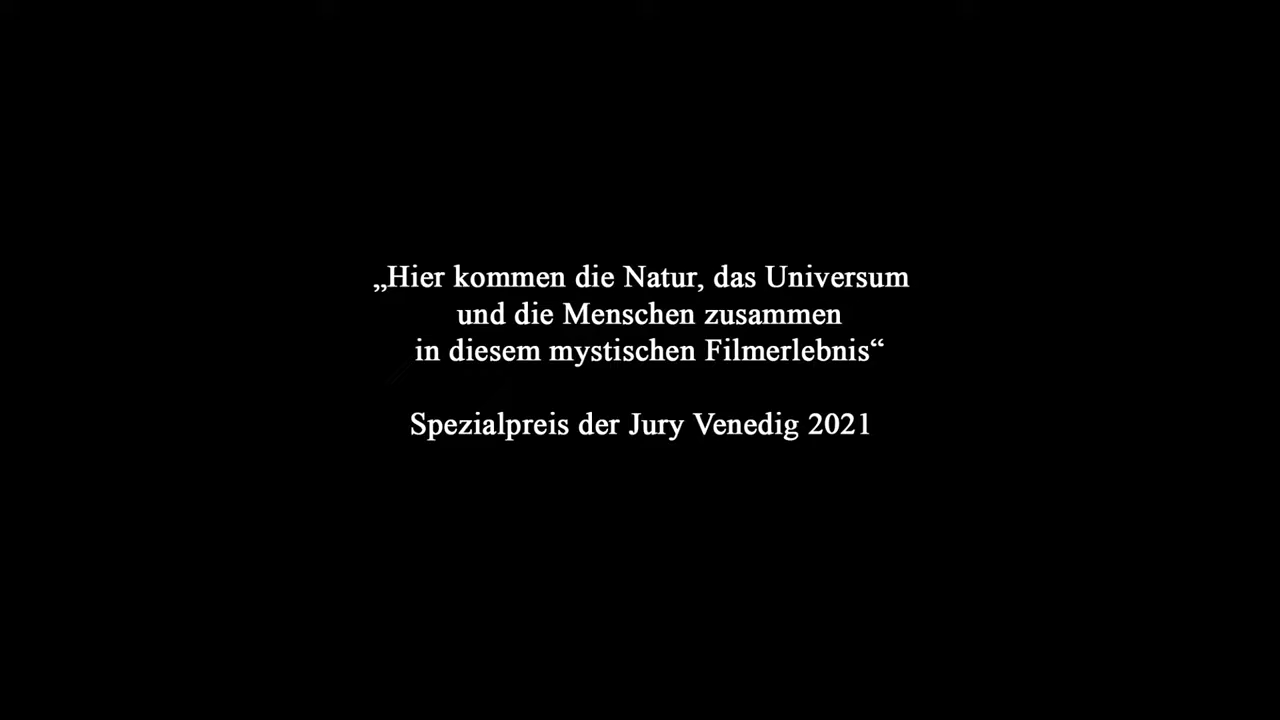 „Hier kommen die Natur, das Universum
und die Menschen zusammen
in diesem mystischen Filmerlebnis“
Spezialpreis der Jury Venedig 2021